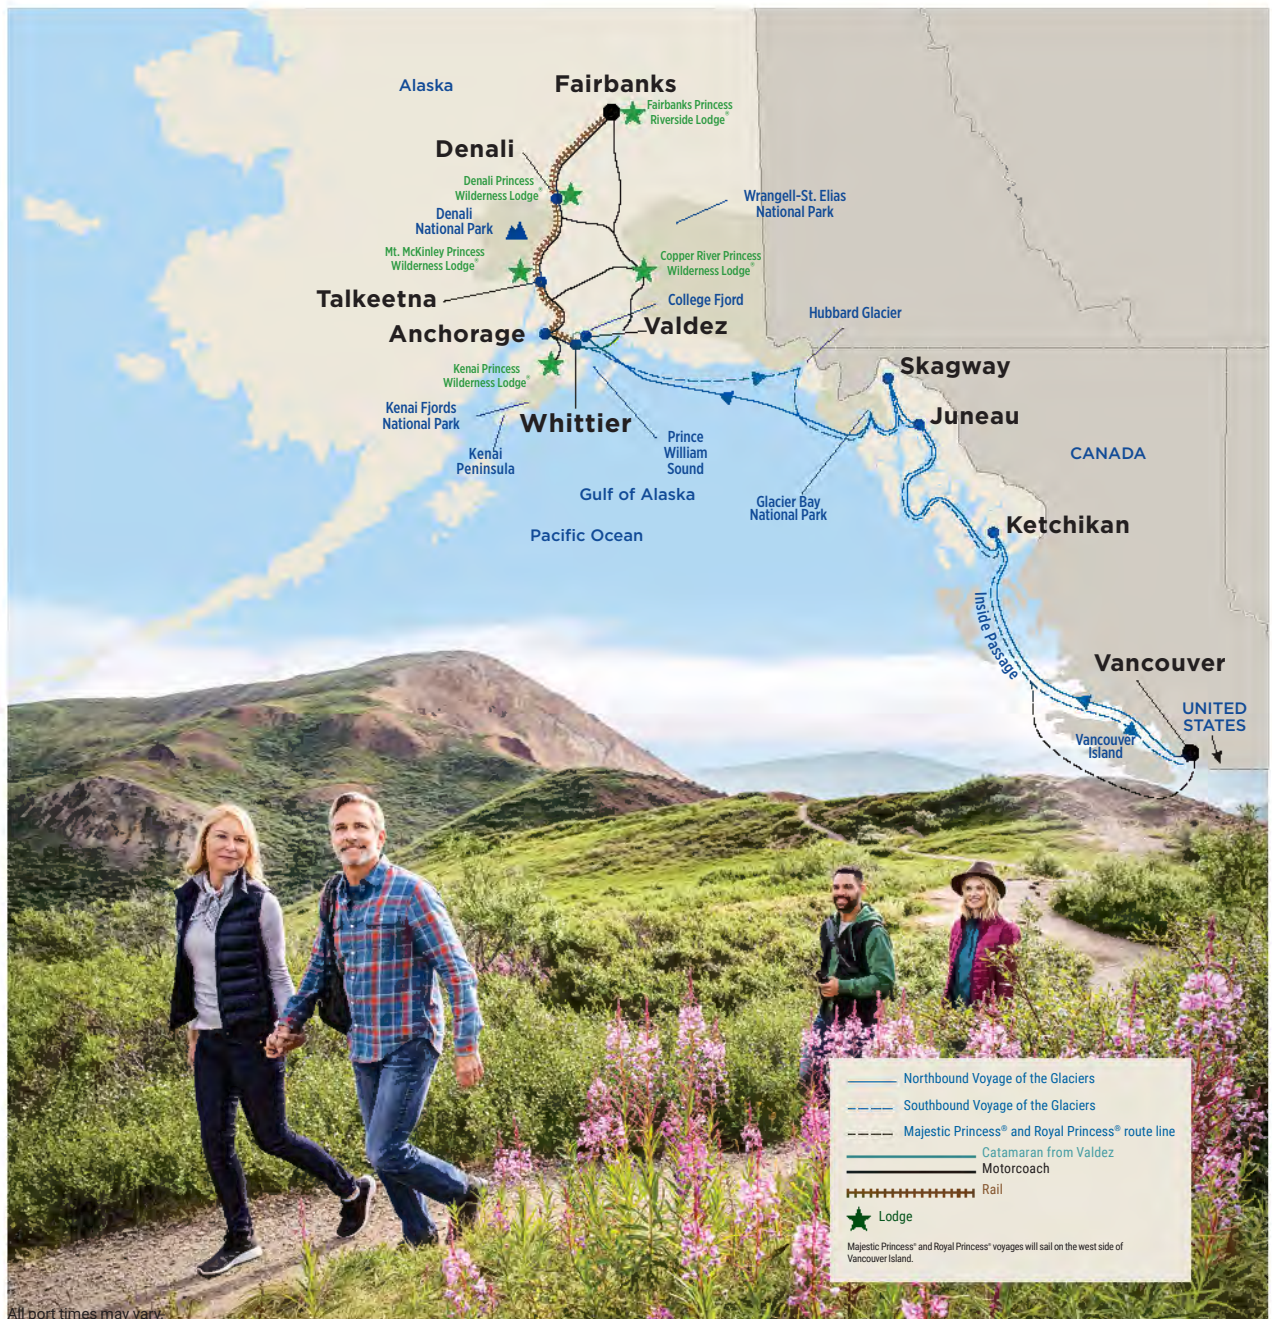 Alaska
Fairbanks
Fairbanks Princess
Riverside Lodge®
Denali
Denali Princess
Wilderness Lodge®
Denali
National Park
Wrangell-St. Elias
National Park
Mt. McKinley Princess
Wilderness Lodge®
Copper River Princess
Wilderness Lodge®
Talkeetna
College Fjord
Hubbard Glacier
Anchorage
Valdez
Skagway
Kenai Princess
Wilderness Lodge®
Kenai Fjords
National Park
Whittier
Juneau
Kenai
Peninsula
Prince
William
Sound
CANADA
Gulf of Alaska
Glacier Bay
National Park
Pacific Ocean
Ketchikan
Inside Passage
Vancouver
UNITED
STATES
Vancouver
Island
Northbound Voyage of the Glaciers
Southbound Voyage of the Glaciers
Majestic Princess® and Royal Princess® route line
Catamaran from Valdez
Motorcoach
Rail
Lodge
Majestic Princess® and Royal Princess® voyages will sail on the west side of
Vancouver Island.
All port times may vary.